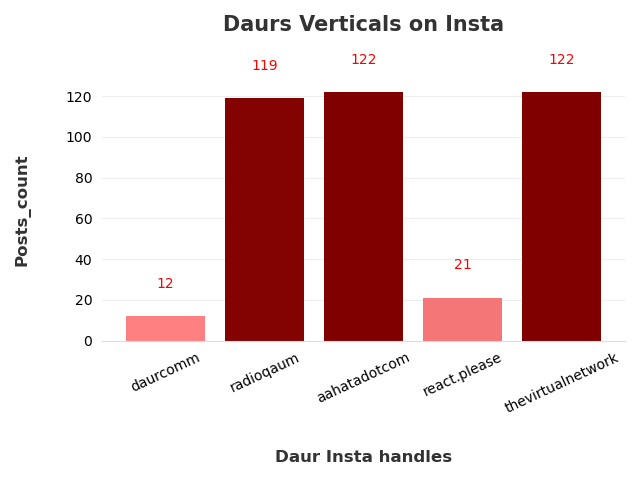 Daurs Verticals on Insta
119
122
122
120
100
80
60
40
20
0
12
21
Posts_count
daurcomm
radioqaum
aahatadotcom
react.please
thevirtualnetwork
Daur Insta handles